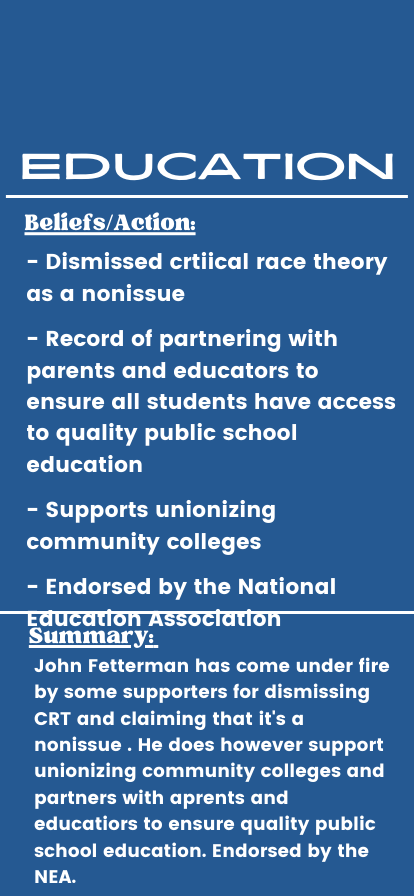 EDUCATION
Beliefs/Action:
- Dismissed crtiical race theory
as a nonissue
- Record of partnering with
parents and educators to
ensure all students have access
to quality public school
education
- Supports unionizing
community colleges
- Endorsed by the National
Education Association
Summary:
John Fetterman has come under fire
by some supporters for dismissing
CRT and claiming that it's a
nonissue . He does however support
unionizing community colleges and
partners with aprents and
educatiors to ensure quality public
school education. Endorsed by the
NEA.